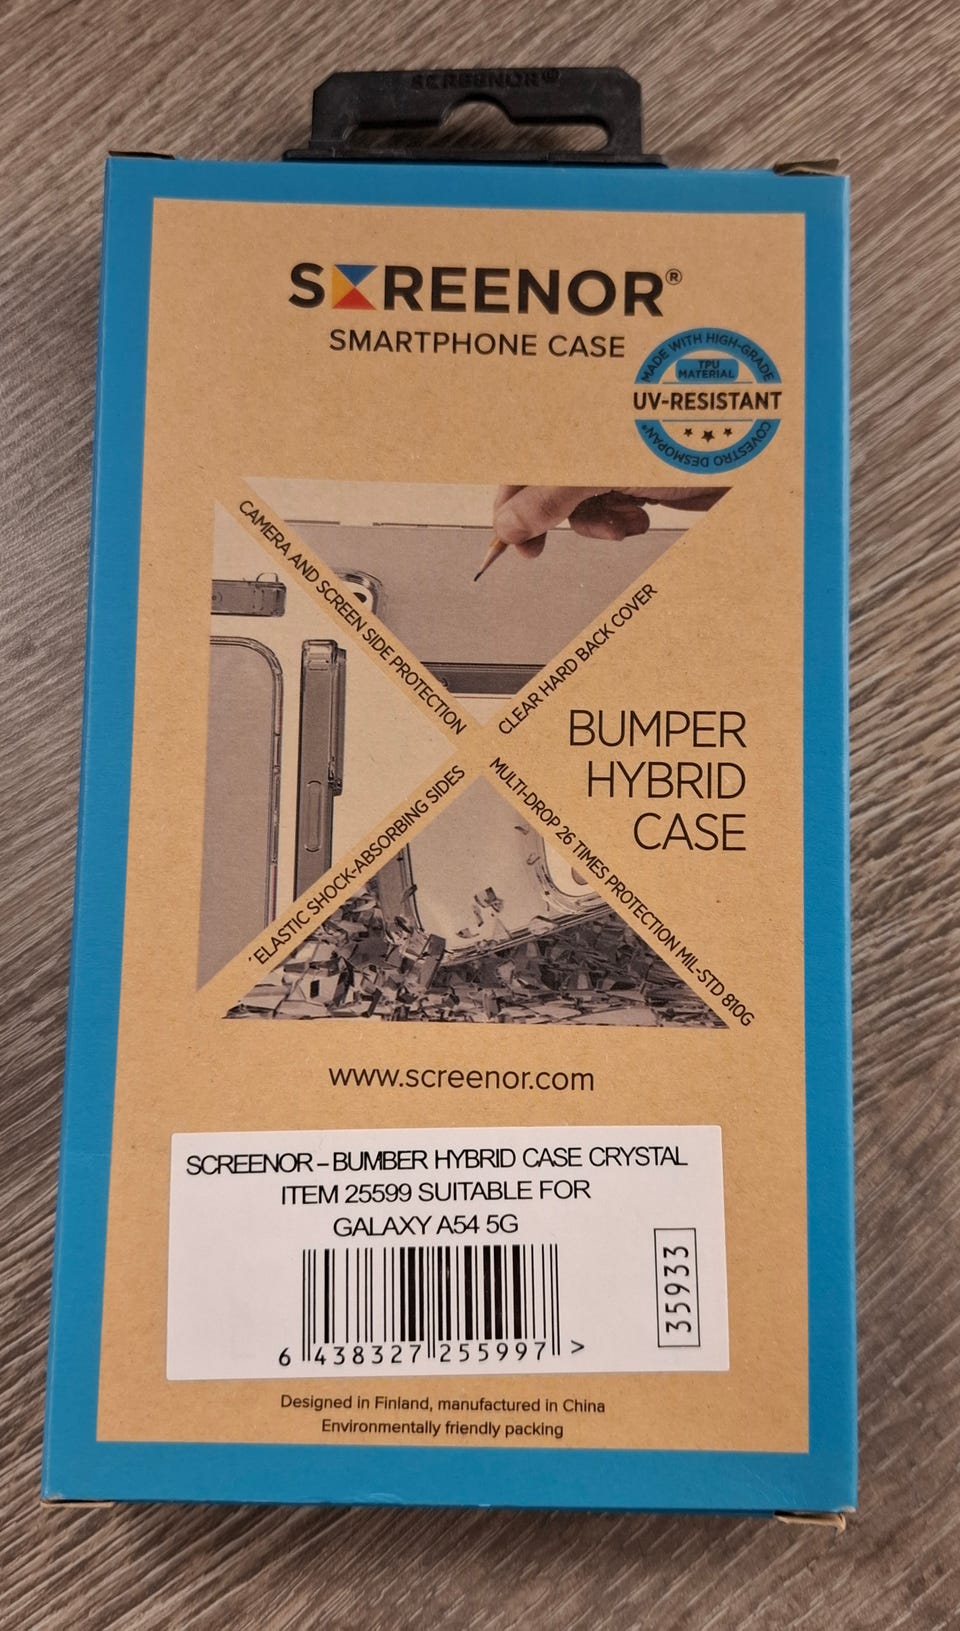 SCREENOR®
SCREENOR®
SMARTPHONE CASE
MADE WITH HIGH-GRADE
TPU
MATERIAL
UV-RESISTANT
COVESTRO DESMOPAN®
CAMERA AND SCREEN SIDE PROTECTION
CLEAR HARD BACK COVER
ELASTIC SHOCK-ABSORBING SIDES
MULTI-DROP 26 TIMES PROTECTION MIL-STD 810G
BUMPER
HYBRID
CASE
www.screenor.com
SCREENOR – BUMBER HYBRID CASE CRYSTAL
ITEM 25599 SUITABLE FOR
GALAXY A54 5G
6 438327 255997 >
35933
Designed in Finland, manufactured in China
Environmentally friendly packing